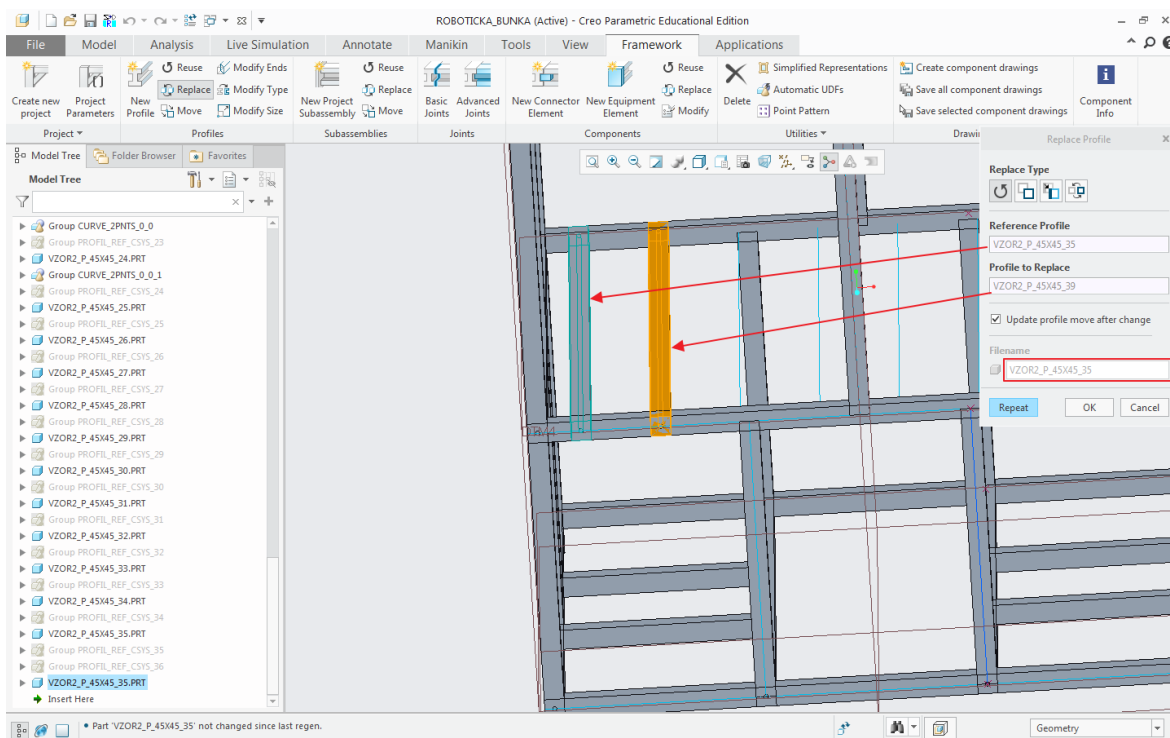 ROBOTICKA_BUNKA (Active) - Creo Parametric Educational Edition
File Model Analysis Live Simulation Annotate Manikin Tools View Framework Applications
Create new project
Project Parameters
New Profile
Reuse
Replace
Move
Modify Ends
Modify Type
Modify Size
New Project Subassembly
Reuse
Replace
Move
Basic Joints
Advanced Joints
New Connector Element
New Equipment Element
Reuse
Replace
Modify
Delete
Simplified Representations
Automatic UDFs
Point Pattern
Create component drawings
Save all component drawings
Save selected component drawings
Component Info
Project Profiles Subassemblies Joints Components Utilities Drawi
Model Tree Folder Browser Favorites
Model Tree
Group CURVE_2PNTS_0_0
Group PROFIL_REF_CSYS_23
VZOR2_P_45X45_24.PRT
Group CURVE_2PNTS_0_0_1
Group PROFIL_REF_CSYS_24
VZOR2_P_45X45_25.PRT
Group PROFIL_REF_CSYS_25
VZOR2_P_45X45_26.PRT
Group PROFIL_REF_CSYS_26
VZOR2_P_45X45_27.PRT
Group PROFIL_REF_CSYS_27
VZOR2_P_45X45_28.PRT
Group PROFIL_REF_CSYS_28
VZOR2_P_45X45_29.PRT
Group PROFIL_REF_CSYS_29
VZOR2_P_45X45_30.PRT
Group PROFIL_REF_CSYS_30
VZOR2_P_45X45_31.PRT
Group PROFIL_REF_CSYS_31
VZOR2_P_45X45_32.PRT
Group PROFIL_REF_CSYS_32
VZOR2_P_45X45_33.PRT
Group PROFIL_REF_CSYS_33
VZOR2_P_45X45_34.PRT
Group PROFIL_REF_CSYS_34
VZOR2_P_45X45_35.PRT
Group PROFIL_REF_CSYS_35
Group PROFIL_REF_CSYS_36
VZOR2_P_45X45_35.PRT
Insert Here
Replace Profile
Replace Type
Reference Profile
VZOR2_P_45X45_35
Profile to Replace
VZOR2_P_45X45_39
Update profile move after change
Filename
VZOR2_P_45X45_35
Repeat OK Cancel
• Part 'VZOR2_P_45X45_35' not changed since last regen.
Geometry